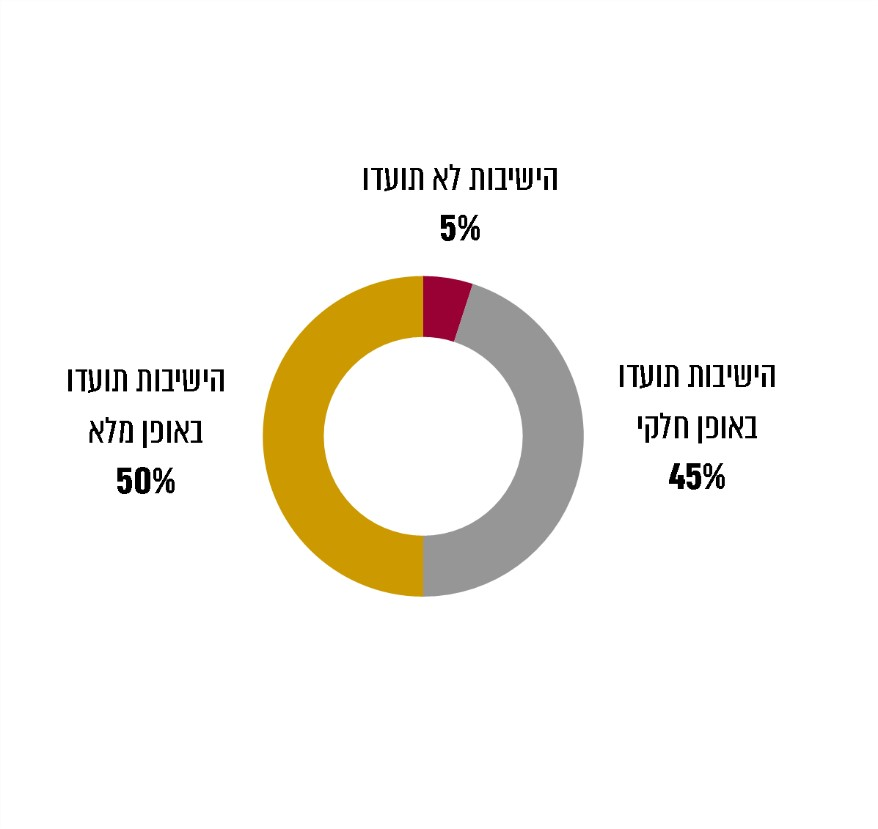 הישיבות לא תועדו
5%
הישיבות תועדו
באופן חלקי
45%
הישיבות תועדו
באופן מלא
50%